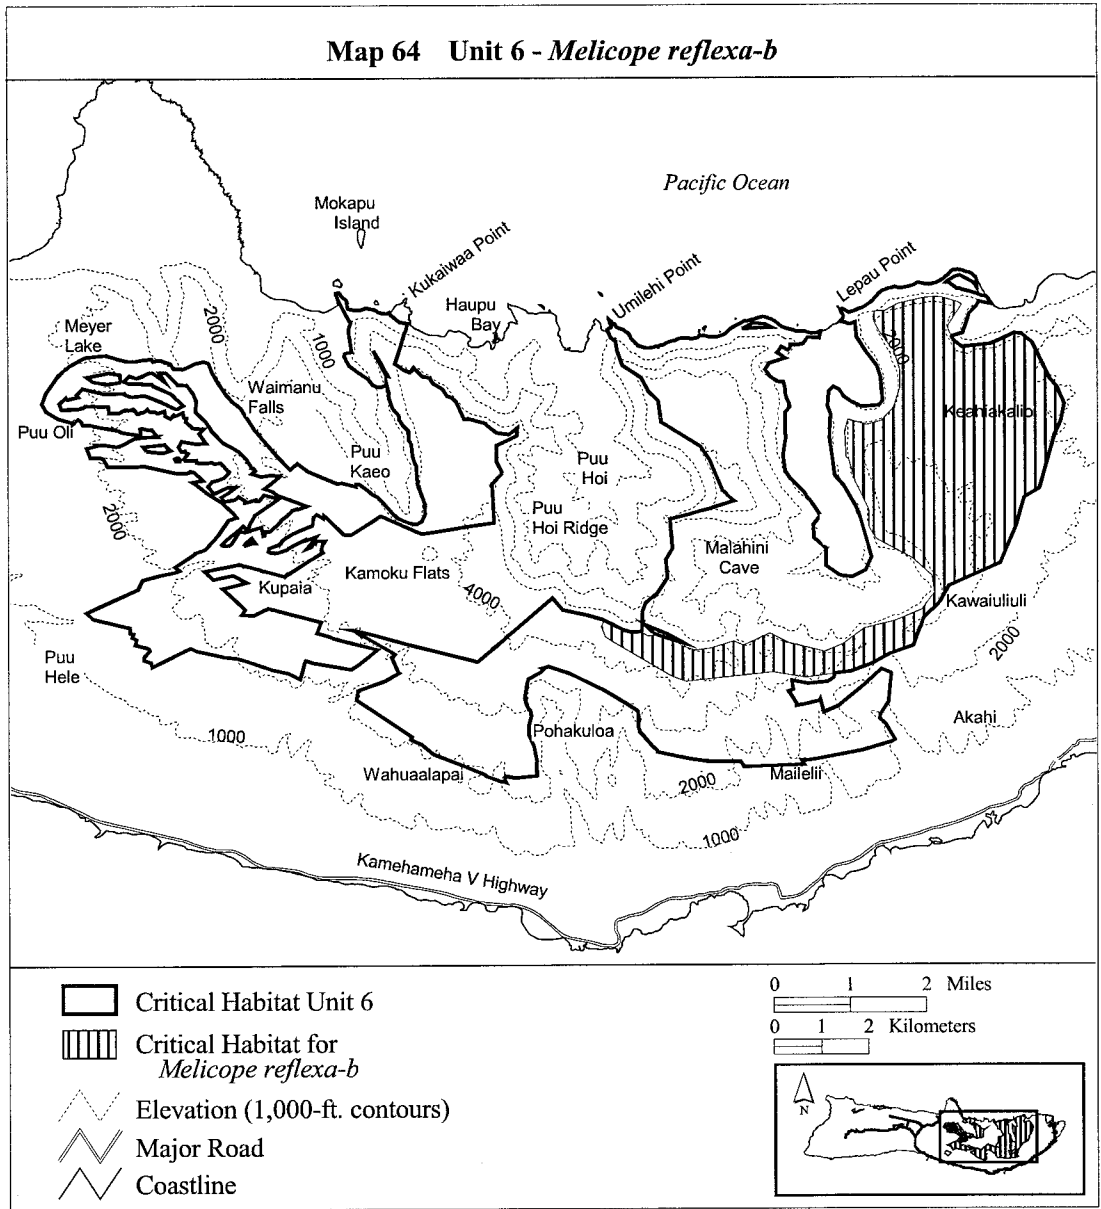 Map 64 Unit 6 - Melicope reflexa-b
Pacific Ocean
Mokapu
Island
Kukaiwaa Point
Haupu
Bay
Umilehi Point
Lepau Point
Meyer
Lake
2000
1000
2000
Waimanu
Falls
Keahiakalio
Puu Oli
Puu
Kaeo
Puu
Hoi
2000
Puu
Hoi Ridge
Malahini
Cave
Kupaia
Kamoku Flats
4000
Kawaiuliuli
2000
Puu
Hele
1000
Pohakuloa
Akahi
Wahuaalapai
2000
Mailelii
1000
Kamehameha V Highway
Critical Habitat Unit 6
Critical Habitat for
Melicope reflexa-b
Elevation (1,000-ft. contours)
Major Road
Coastline
0 1 2 Miles
0 1 2 Kilometers
N